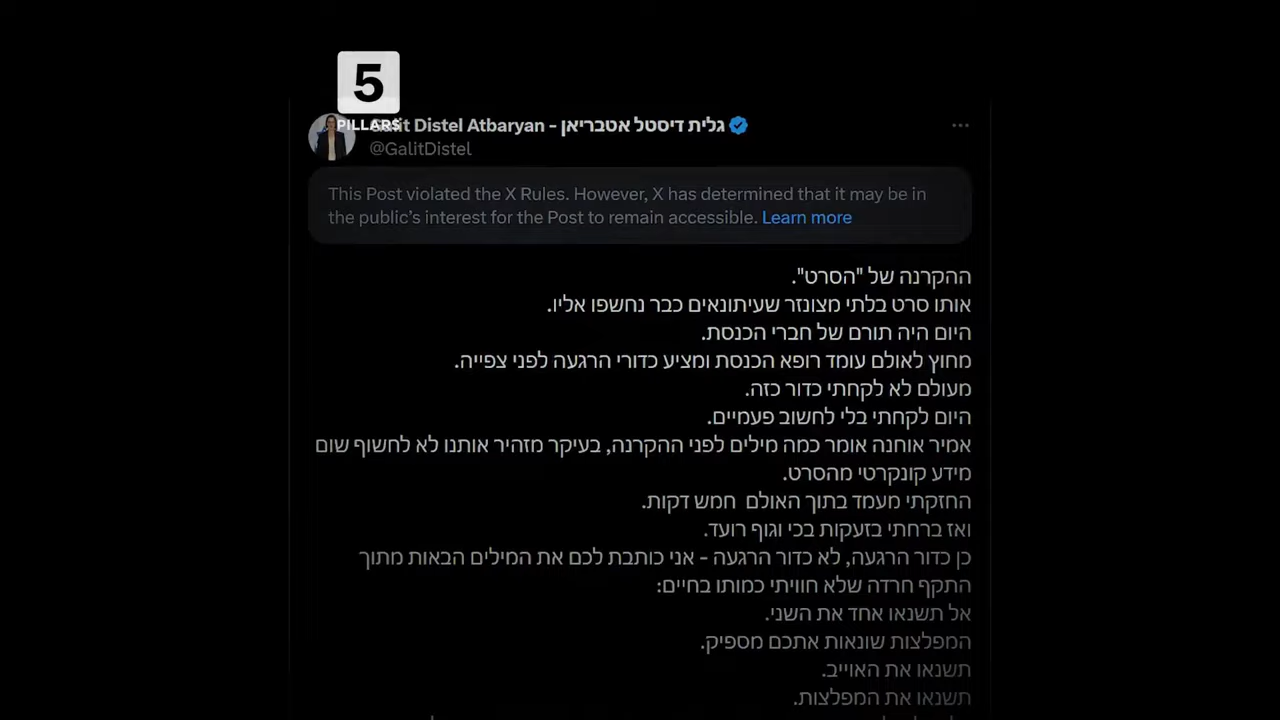 5
PILLARS
Galit Distel Atbaryan - גלית דיסטל אטבריאן
@GalitDistel
This Post violated the X Rules. However, X has determined that it may be in
the public's interest for the Post to remain accessible. Learn more
ההקרנה של "הסרט".
אותו סרט בלתי מצונזר שעיתונאים כבר נחשפו אליו.
היום היה תורם של חברי הכנסת.
מחוץ לאולם עומד רופא הכנסת ומציע כדורי הרגעה לפני צפייה.
מעולם לא לקחתי כדור כזה.
היום לקחתי בלי לחשוב פעמיים.
אמיר אוחנה אומר כמה מילים לפני ההקרנה, בעיקר מזהיר אותנו לא לחשוף שום
מידע קונקרטי מהסרט.
החזקתי מעמד בתוך האולם חמש דקות.
ואז ברחתי בזעקות בכי וגוף רועד.
כן כדור הרגעה, לא כדור הרגעה - אני כותבת לכם את המילים הבאות מתוך
התקף חרדה שלא חוויתי כמותו בחיים:
אל תשנאו אחד את השני.
המפלצות שונאות אתכם מספיק.
תשנאו את האוייב.
תשנאו את המפלצות.